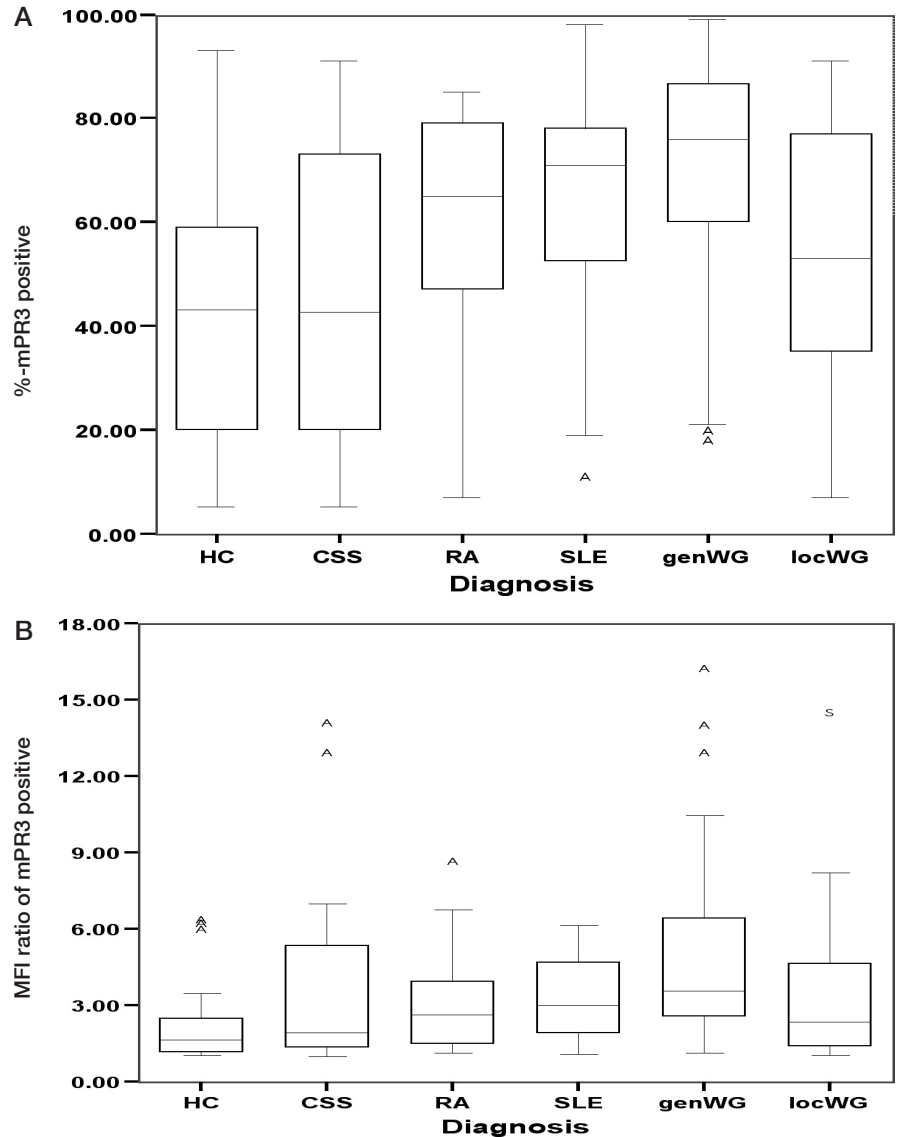 A
100.00
80.00
60.00
40.00
20.00
0.00
%-mPR3 positive
HC CSS RA SLE genWG locWG
Diagnosis
A
A
A
B
18.00
15.00
12.00
9.00
6.00
3.00
0.00
MFI ratio of mPR3 positive
A
S
A
A
A
A
A
A
A
A
HC CSS RA SLE genWG locWG
Diagnosis